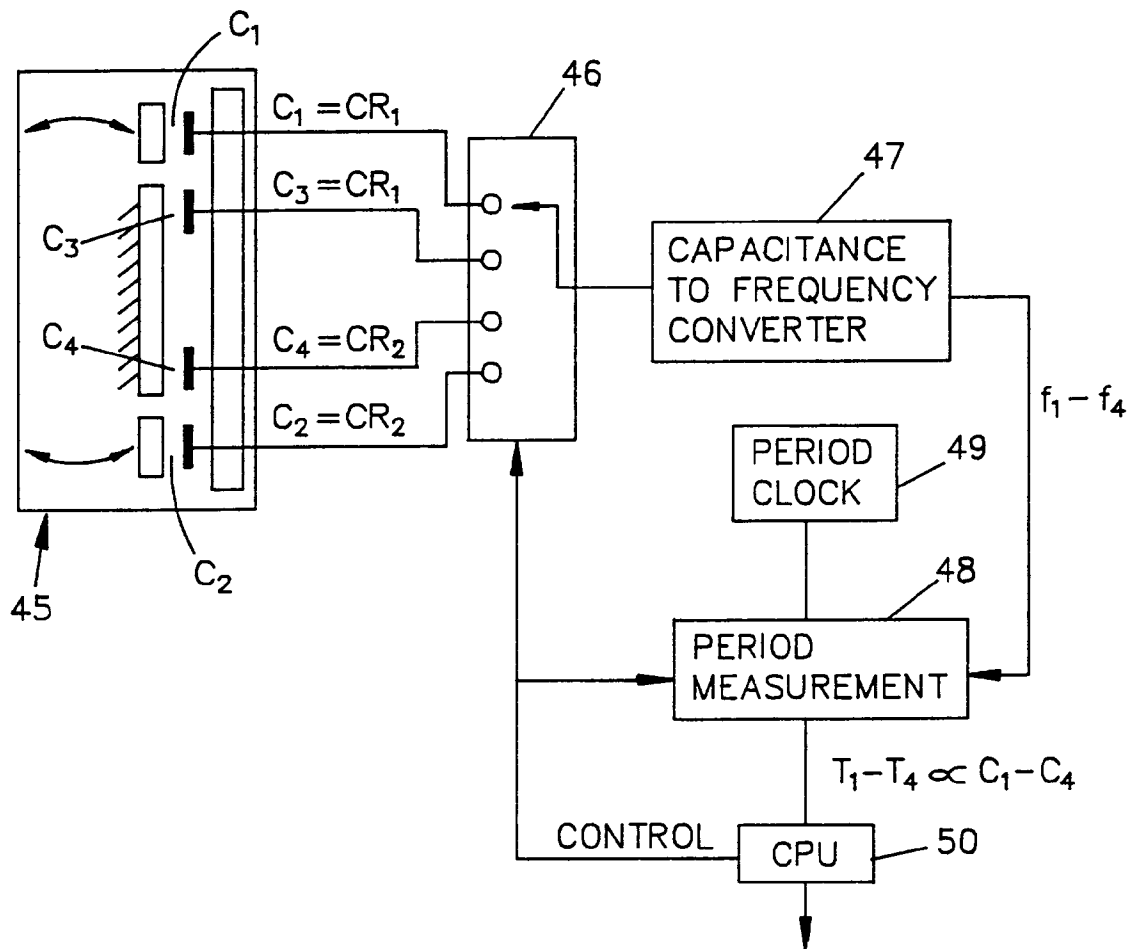 C₁
46
C₁ = CR₁
47
C₃ = CR₁
C₃
CAPACITANCE
TO FREQUENCY
CONVERTER
C₄
C₄ = CR₂
C₂ = CR₂
f₁ – f₄
PERIOD
CLOCK
49
C₂
45
48
PERIOD
MEASUREMENT
T₁–T₄ ∝ C₁–C₄
CONTROL
CPU
50